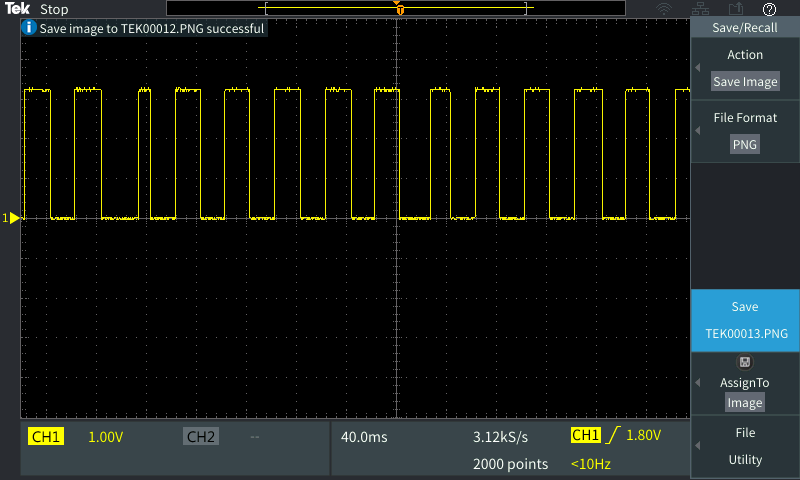 Tek Stop
T
Save image to TEK00012.PNG successful
Save/Recall
Action
Save Image
File Format
PNG
1
Save
TEK00013.PNG
AssignTo
Image
File
Utility
CH1 1.00V CH2 -- 40.0ms 3.12kS/s CH1 1.80V
2000 points <10Hz